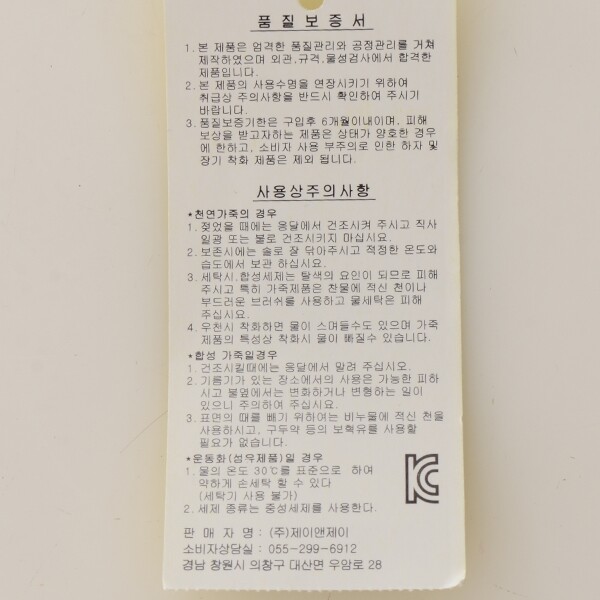 품 질 보 증 서
1. 본 제품은 엄격한 품질관리와 공정관리를 거쳐
제작하였으며 외관,규격,물성검사에서 합격한
제품입니다.
2. 본 제품의 사용수명을 연장시키기 위하여
취급상 주의사항을 반드시 확인하여 주시기
바랍니다.
3. 품질보증기한은 구입후 6개월이내이며, 피해
보상을 받고자하는 제품은 상태가 양호한 경우
에 한하고, 소비자 사용 부주의로 인한 하자 및
장기 착화 제품은 제외 됩니다.
사용상주의사항
*천연가죽의 경우
1. 젖었을 때에는 응달에서 건조시켜 주시고 직사
일광 또는 불로 건조시키지 마십시요.
2. 보존시에는 솔로 잘 닦아주시고 적정한 온도와
습도에서 보관 하십시요.
3. 세탁시,합성세제는 탈색의 요인이 되므로 피해
주시고 특히 가죽제품은 찬물에 적신 천이나
부드러운 브러쉬를 사용하고 물세탁은 피해
주십시요.
4. 우천시 착화하면 물이 스며들수도 있으며 가죽
제품의 특성상 착화시 물이 빠질수 있습니다.
*합성 가죽일경우
1. 건조시킬때에는 응달에서 말려 주십시오.
2. 기름기가 있는 장소에서의 사용은 가능한 피하
시고 불옆에서는 변화하거나 변형하는 일이
있으니 주의하여 주십시요.
3. 표면의 때를 빼기 위하여는 비눗물에 적신 천을
사용하시고, 구두약 등의 보혁유를 사용할
필요가 없습니다.
*운동화(섬유제품)일 경우
1. 물의 온도 30℃를 표준으로 하여
약하게 손세탁 할 수 있다
(세탁기 사용 불가)
2. 세제 종류는 중성세제를 사용한다.
KC
판 매 자 명 : (주)제이앤제이
소비자상담실 : 055-299-6912
경남 창원시 의창구 대산면 우암로 28